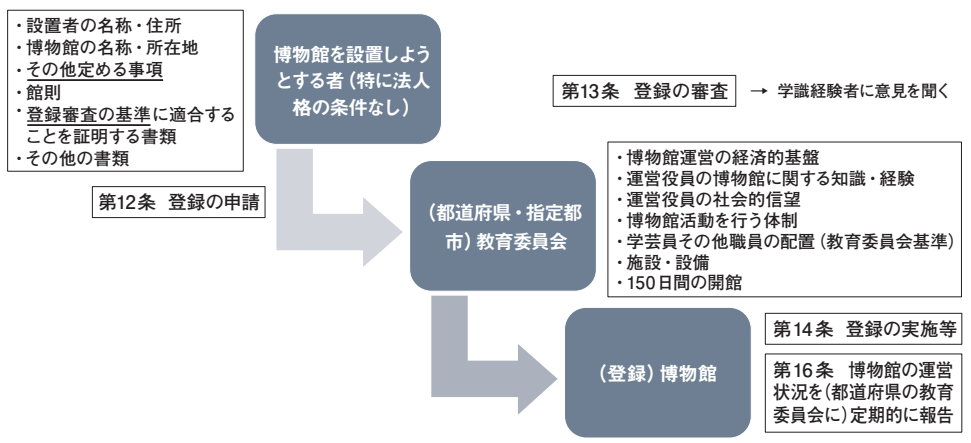 ・設置者の名称・住所
・博物館の名称・所在地
・その他定める事項
・館則
・登録審査の基準に適合する
ことを証明する書類
・その他の書類
博物館を設置しよう
とする者（特に法人
格の条件なし）
第12条 登録の申請
第13条 登録の審査 → 学識経験者に意見を聞く
（都道府県・指定都
市）教育委員会
・博物館運営の経済的基盤
・運営役員の博物館に関する知識・経験
・運営役員の社会的信望
・博物館活動を行う体制
・学芸員その他職員の配置（教育委員会基準）
・施設・設備
・150日間の開館
（登録）博物館
第14条 登録の実施等
第16条 博物館の運営
状況を（都道府県の教育
委員会に）定期的に報告